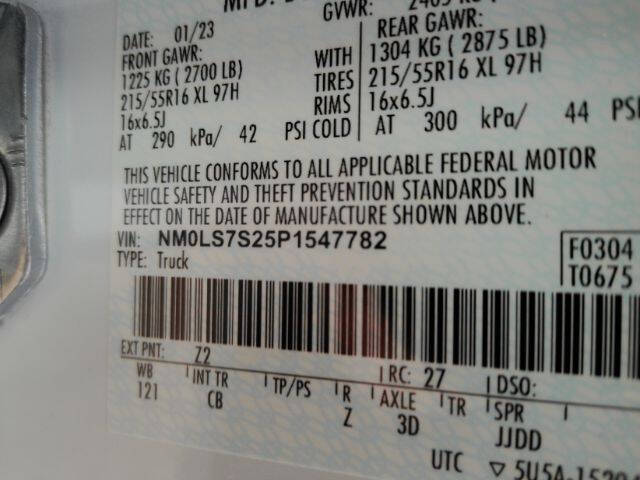 GVWR:
DATE: 01/23
FRONT GAWR:
1225 KG ( 2700 LB)
215/55R16 XL 97H
16x6.5J
AT 290 kPa/ 42 PSI COLD
WITH
TIRES
RIMS
REAR GAWR:
1304 KG ( 2875 LB)
215/55R16 XL 97H
16x6.5J
AT 300 kPa/ 44 PSI
THIS VEHICLE CONFORMS TO ALL APPLICABLE FEDERAL MOTOR
VEHICLE SAFETY AND THEFT PREVENTION STANDARDS IN
EFFECT ON THE DATE OF MANUFACTURE SHOWN ABOVE.
VIN: NM0LS7S25P1547782
TYPE: Truck
F0304
T0675
EXT PNT: Z2 RC: 27 DSO:
WB INT TR TP/PS R AXLE TR SPR
121 CB Z 3D JJDD
UTC